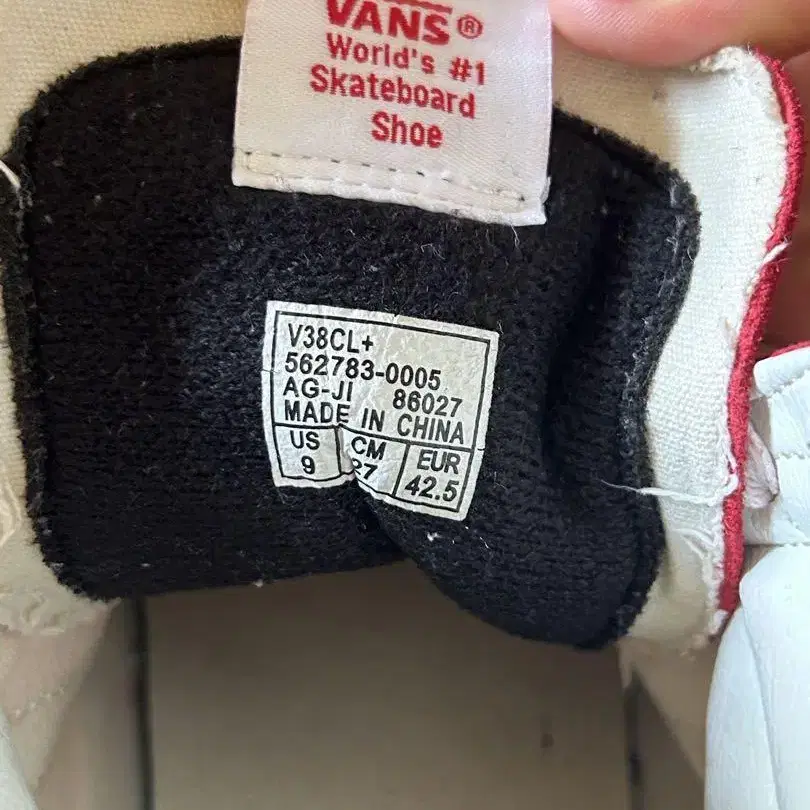 VANS®
World's #1
Skateboard
Shoe
V38CL+
562783-0005
AG-JI 86027
MADE IN CHINA
US CM EUR
9 27 42.5